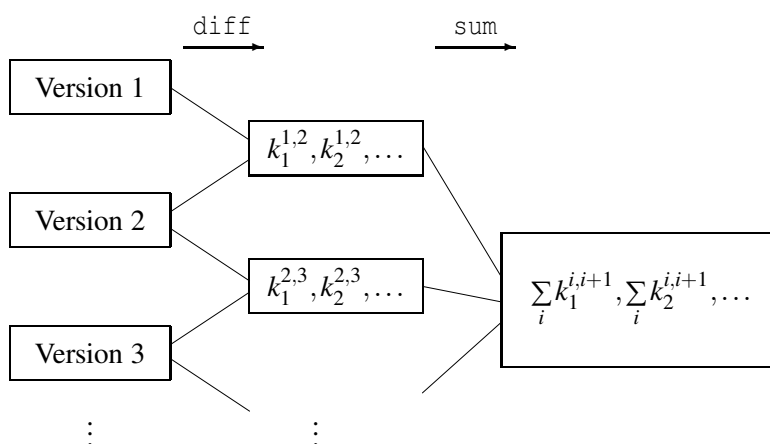 diff
sum
Version 1
k_1^{1,2}, k_2^{1,2}, …
Version 2
k_1^{2,3}, k_2^{2,3}, …
∑_i k_1^{i,i+1}, ∑_i k_2^{i,i+1}, …
Version 3
⋮
⋮